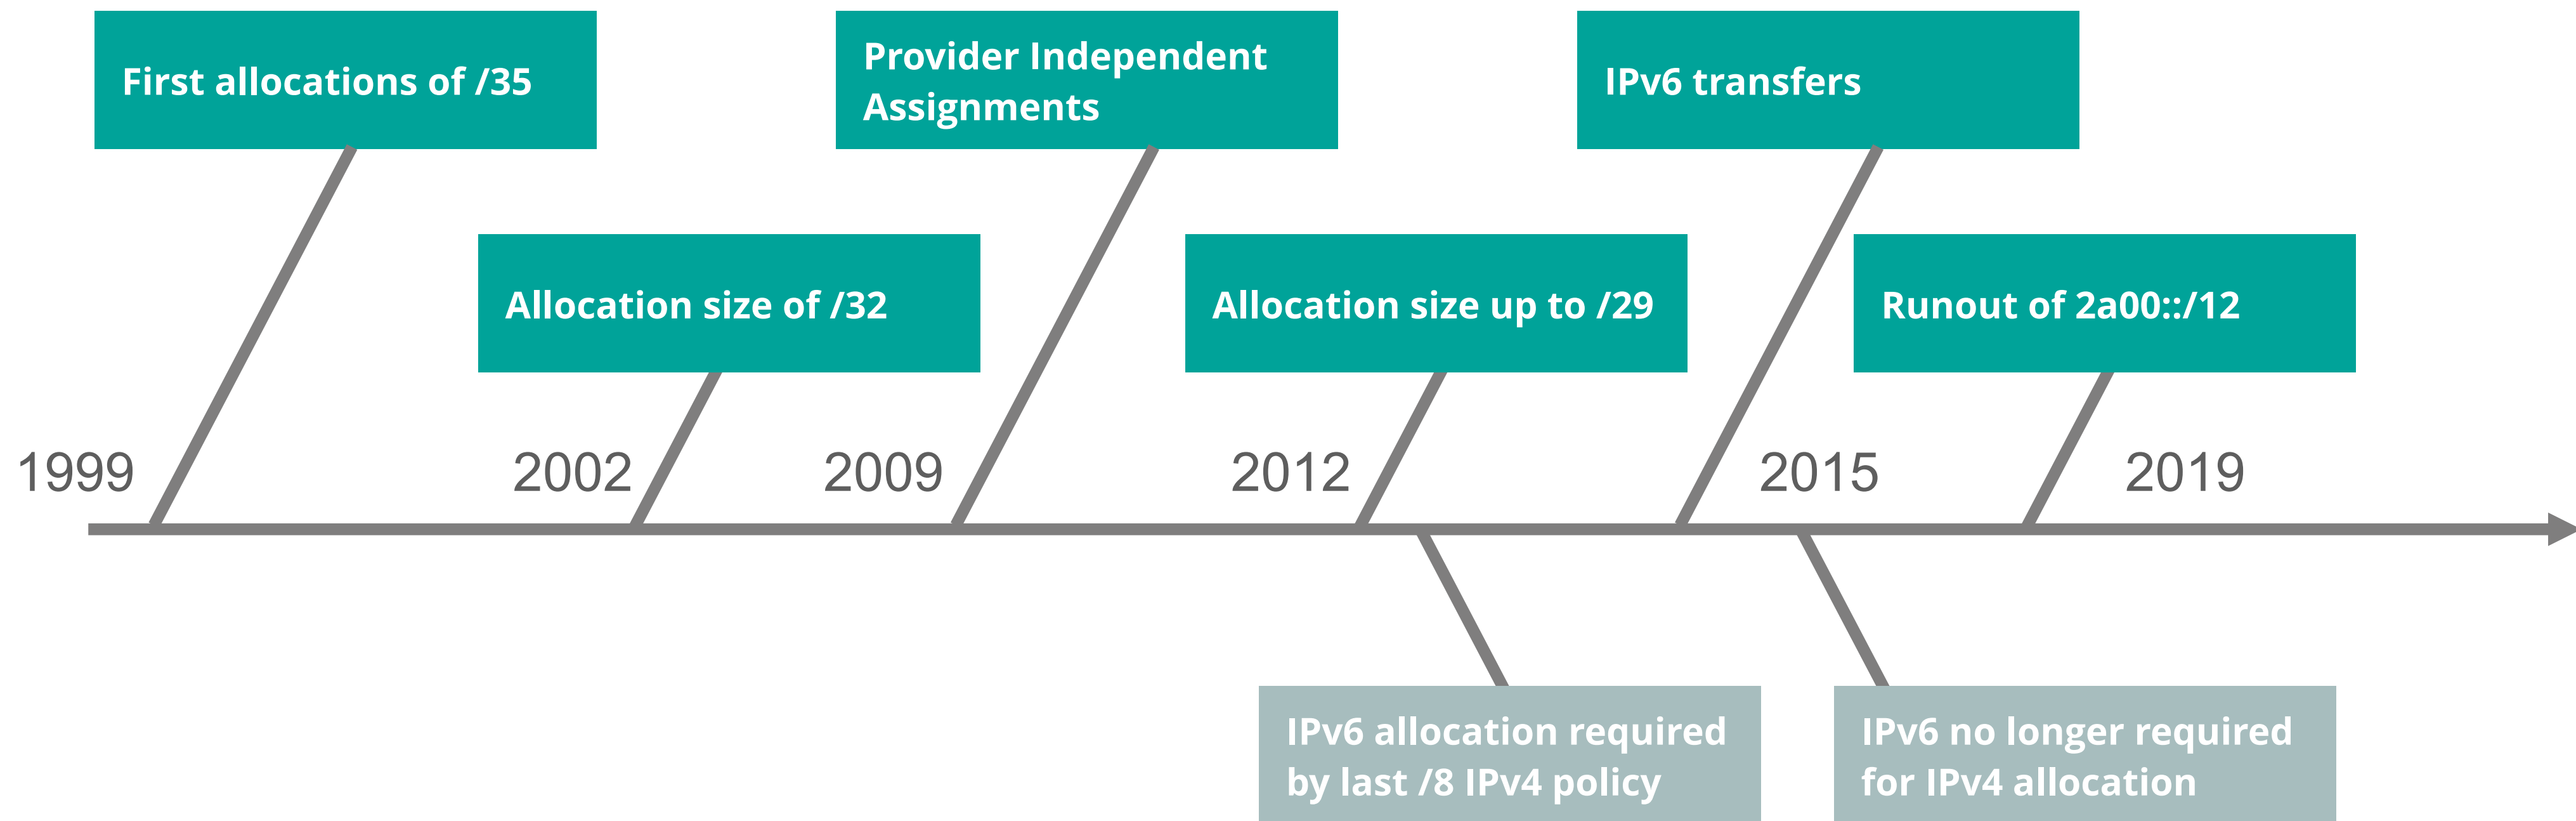 First allocations of /35
Provider Independent
Assignments
IPv6 transfers
Allocation size of /32
Allocation size up to /29
Runout of 2a00::/12
1999
2002
2009
2012
2015
2019
IPv6 allocation required
by last /8 IPv4 policy
IPv6 no longer required
for IPv4 allocation